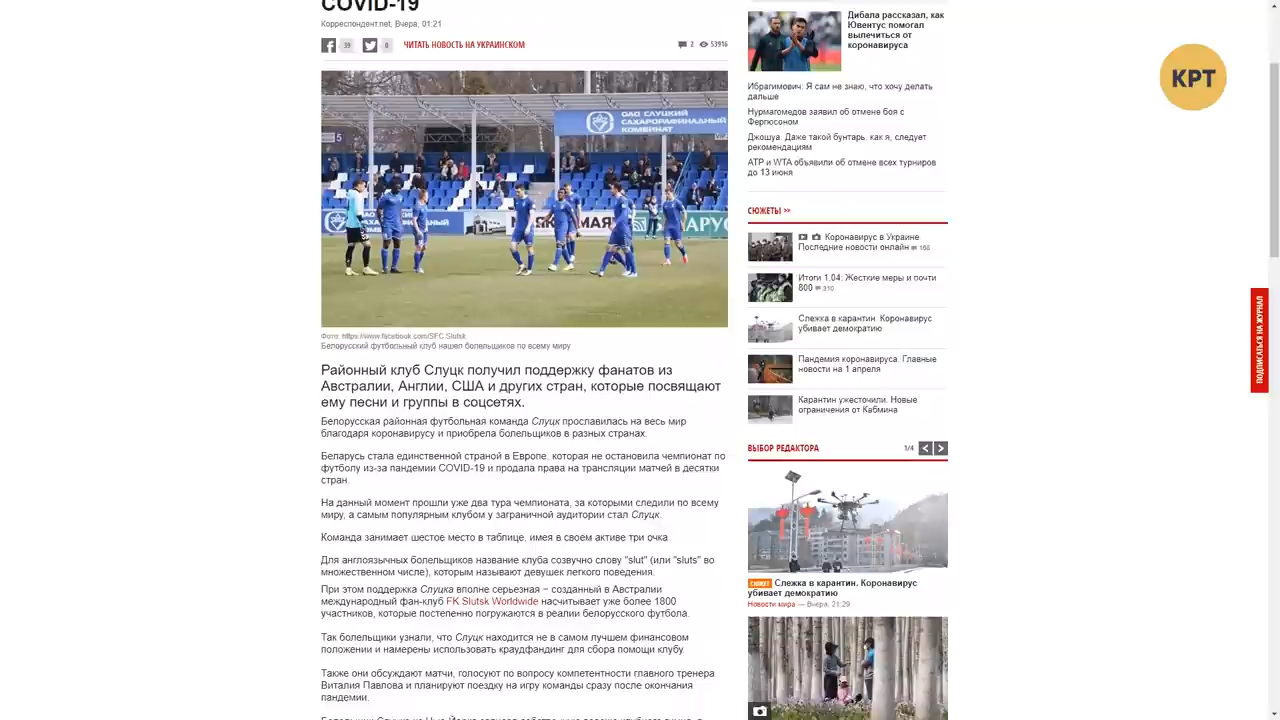 COVID-19
Корреспондент.net, Вчера, 01:21
39
0
ЧИТАТЬ НОВОСТЬ НА УКРАИНСКОМ
2
53916
ОАО СЛУЦКИЙ
САХАРОРАФИНАДНЫЙ
КОМБИНАТ
5
Фото: https://www.facebook.com/SFC.Slutsk
Белорусский футбольный клуб нашел болельщиков по всему миру
Районный клуб Слуцк получил поддержку фанатов из
Австралии, Англии, США и других стран, которые посвящают
ему песни и группы в соцсетях.
Белорусская районная футбольная команда Слуцк прославилась на весь мир
благодаря коронавирусу и приобрела болельщиков в разных странах.
Беларусь стала единственной страной в Европе, которая не остановила чемпионат по
футболу из-за пандемии COVID-19 и продала права на трансляции матчей в десятки
стран.
На данный момент прошли уже два тура чемпионата, за которыми следили по всему
миру, а самым популярным клубом у заграничной аудитории стал Слуцк.
Команда занимает шестое место в таблице, имея в своем активе три очка
Для англоязычных болельщиков название клуба созвучно слову "slut" (или "sluts" во
множественном числе), которым называют девушек легкого поведения.
При этом поддержка Слуцка вполне серьезная – созданный в Австралии
международный фан-клуб FK Slutsk Worldwide насчитывает уже более 1800
участников, которые постепенно погружаются в реалии белорусского футбола.
Так болельщики узнали, что Слуцк находится не в самом лучшем финансовом
положении и намерены использовать краудфандинг для сбора помощи клубу
Также они обсуждают матчи, голосуют по вопросу компетентности главного тренера
Виталия Павлова и планируют поездку на игру команды сразу после окончания
пандемии.
Дибала рассказал, как
Ювентус помогал
вылечиться от
коронавируса
Ибрагимович: Я сам не знаю, что хочу делать
дальше
Нурмагомедов заявил об отмене боя с
Фергюсоном
Джошуа: Даже такой бунтарь, как я, следует
рекомендациям
ATP и WTA объявили об отмене всех турниров
до 13 июня
СЮЖЕТЫ >>
Коронавирус в Украине
Последние новости онлайн 168
Итоги 1.04: Жесткие меры и почти
800 310
Слежка в карантин. Коронавирус
убивает демократию
Пандемия коронавируса. Главные
новости на 1 апреля
Карантин ужесточили. Новые
ограничения от Кабмина
ВЫБОР РЕДАКТОРА
1/4
СЮЖЕТ Слежка в карантин. Коронавирус
убивает демократию
Новости мира — Вчера, 21:29
КРТ
ПОДПИСАТЬСЯ НА ЖУРНАЛ